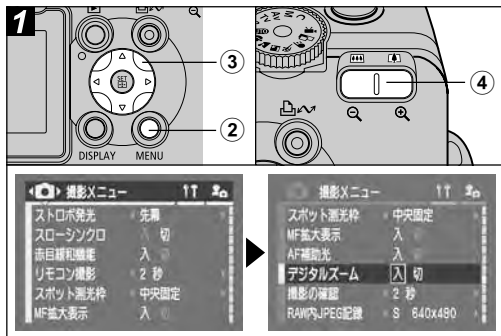 1
SET
DISPLAY
MENU
③
②
AUTO
④
撮影メニュー
ストロボ発光 先幕
スローシンクロ 入 切
赤目緩和機能 入
リモコン撮影 2 秒
スポット測光枠 中央固定
MF拡大表示 入
撮影メニュー
スポット測光枠 中央固定
MF拡大表示 入
AF補助光 入
デジタルズーム 入 切
撮影の確認 2 秒
RAW内JPEG記録 S 640x480